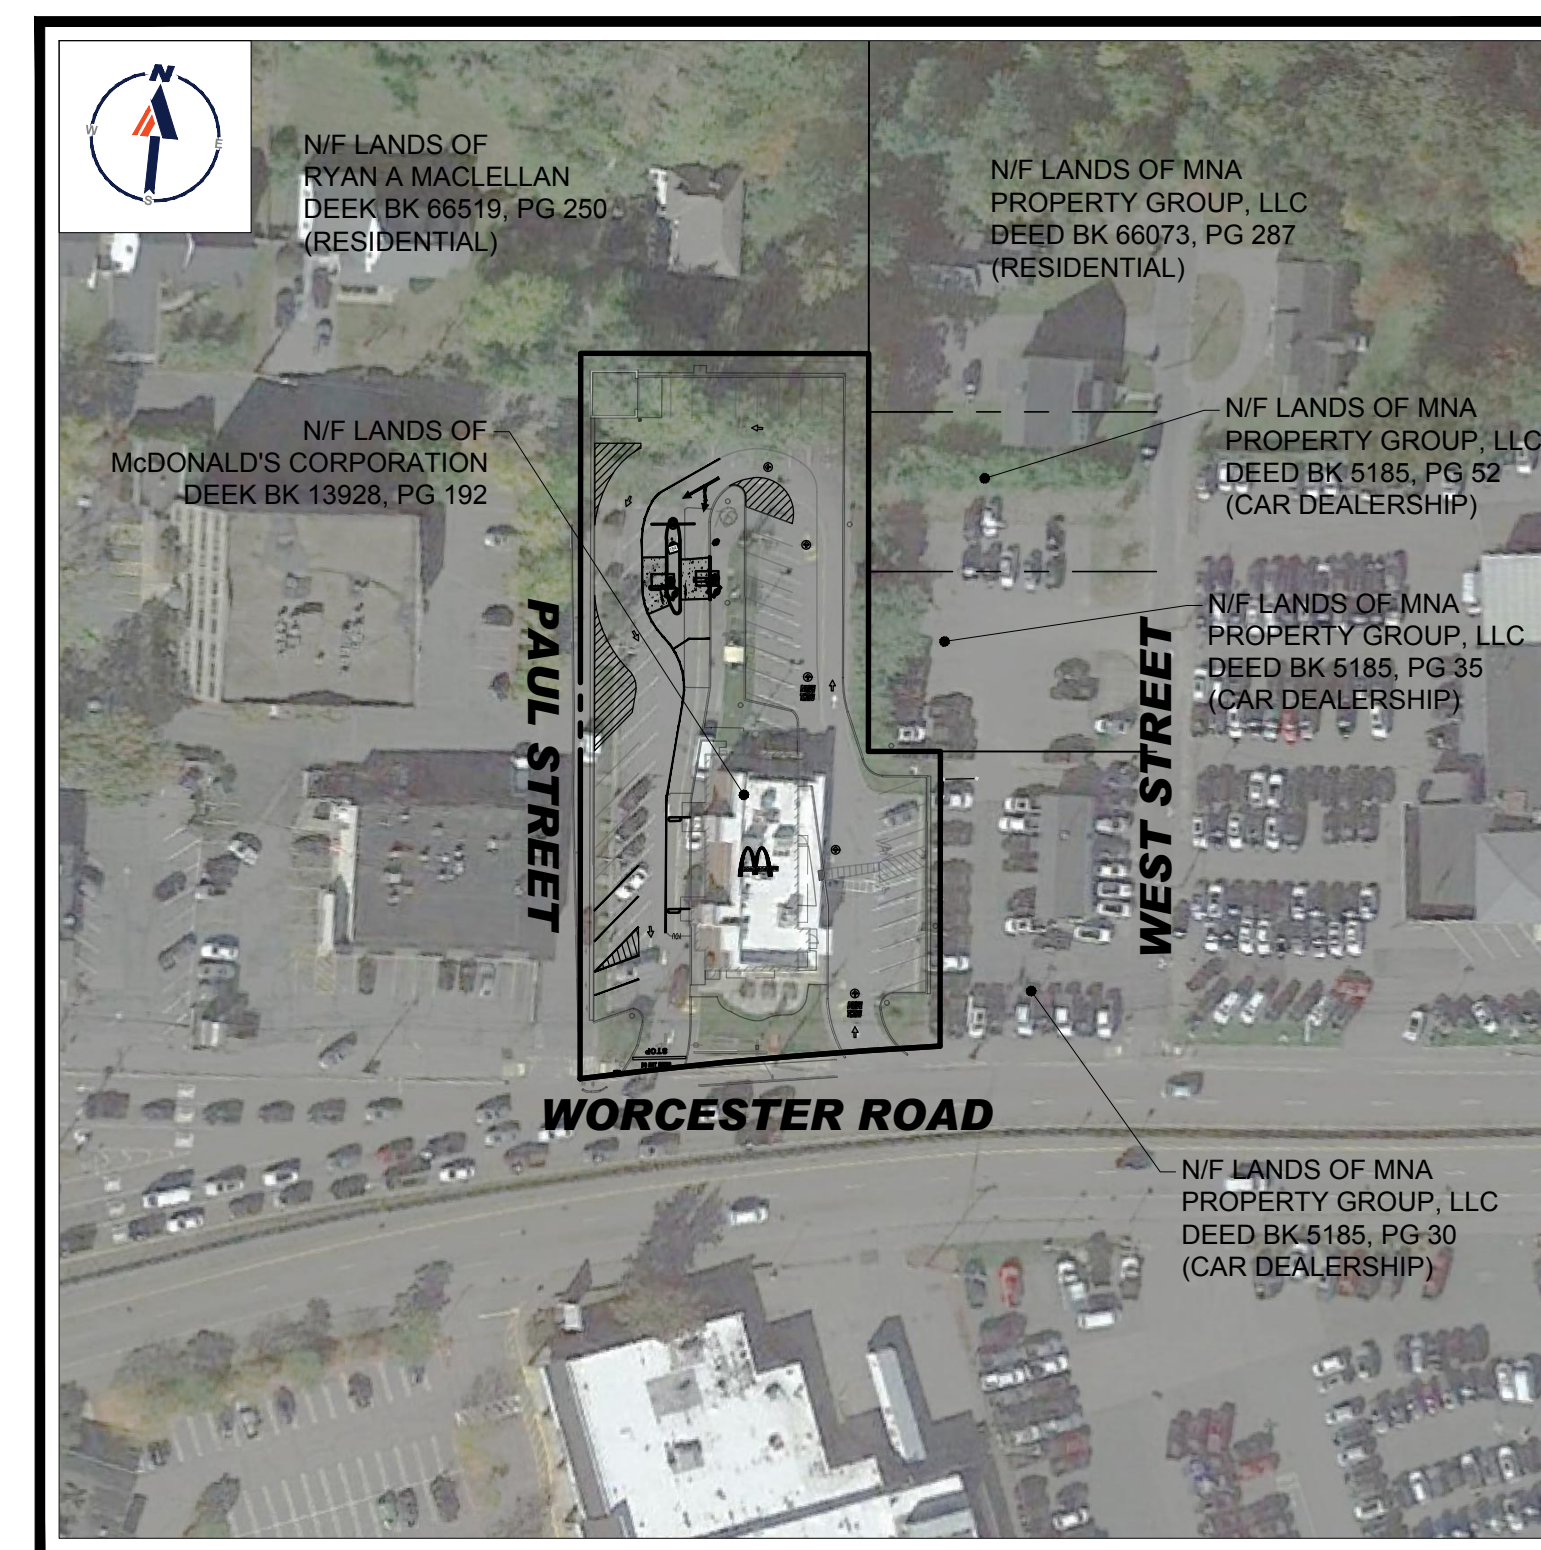 N
W
E
S
N/F LANDS OF
RYAN A MACLELLAN
DEEK BK 66519, PG 250
(RESIDENTIAL)
N/F LANDS OF MNA
PROPERTY GROUP, LLC
DEED BK 66073, PG 287
(RESIDENTIAL)
N/F LANDS OF
McDONALD'S CORPORATION
DEEK BK 13928, PG 192
N/F LANDS OF MNA
PROPERTY GROUP, LLC
DEED BK 5185, PG 52
(CAR DEALERSHIP)
N/F LANDS OF MNA
PROPERTY GROUP, LLC
DEED BK 5185, PG 35
(CAR DEALERSHIP)
PAUL STREET
WEST STREET
STOP
WORCESTER ROAD
N/F LANDS OF MNA
PROPERTY GROUP, LLC
DEED BK 5185, PG 30
(CAR DEALERSHIP)